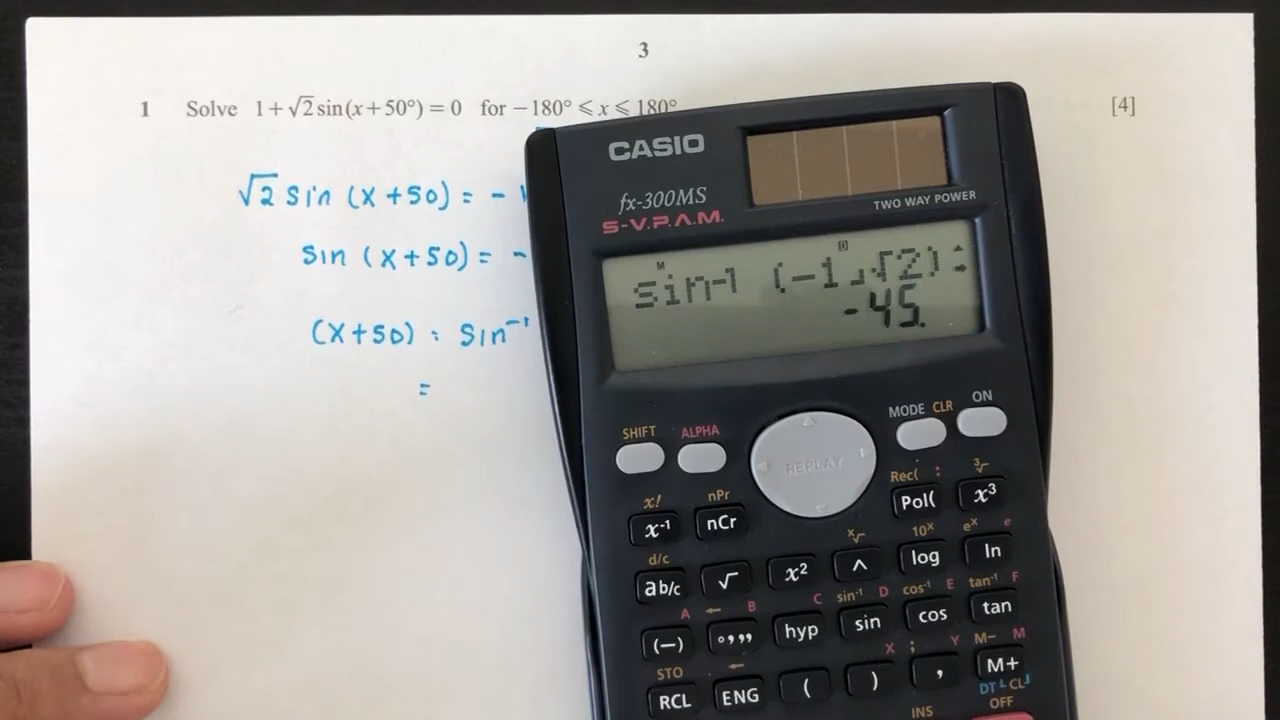 3
1 Solve 1+√2 sin(x+50°) = 0 for −180° ⩽ x ⩽ 180° [4]
√2 sin (x+50) = -
sin (x+50) = -
(x+50) = sin⁻¹
=
CASIO
fx-300MS
S-V.P.A.M.
TWO WAY POWER
M D
sin-1 (-1⌟√2)
-45.
MODE CLR ON
SHIFT ALPHA
REPLAY
Rec( : ³√
x! nPr Pol( x³
x⁻¹ nCr
d/c ˣ√ 10ˣ eˣ e
ab/c √ x² ^ log ln
A ← B C sin⁻¹ D cos⁻¹ E tan⁻¹ F
(−) °,,, hyp sin cos tan
STO ← X ; Y M− M
RCL ENG ( ) , M+
DT CL
INS OFF